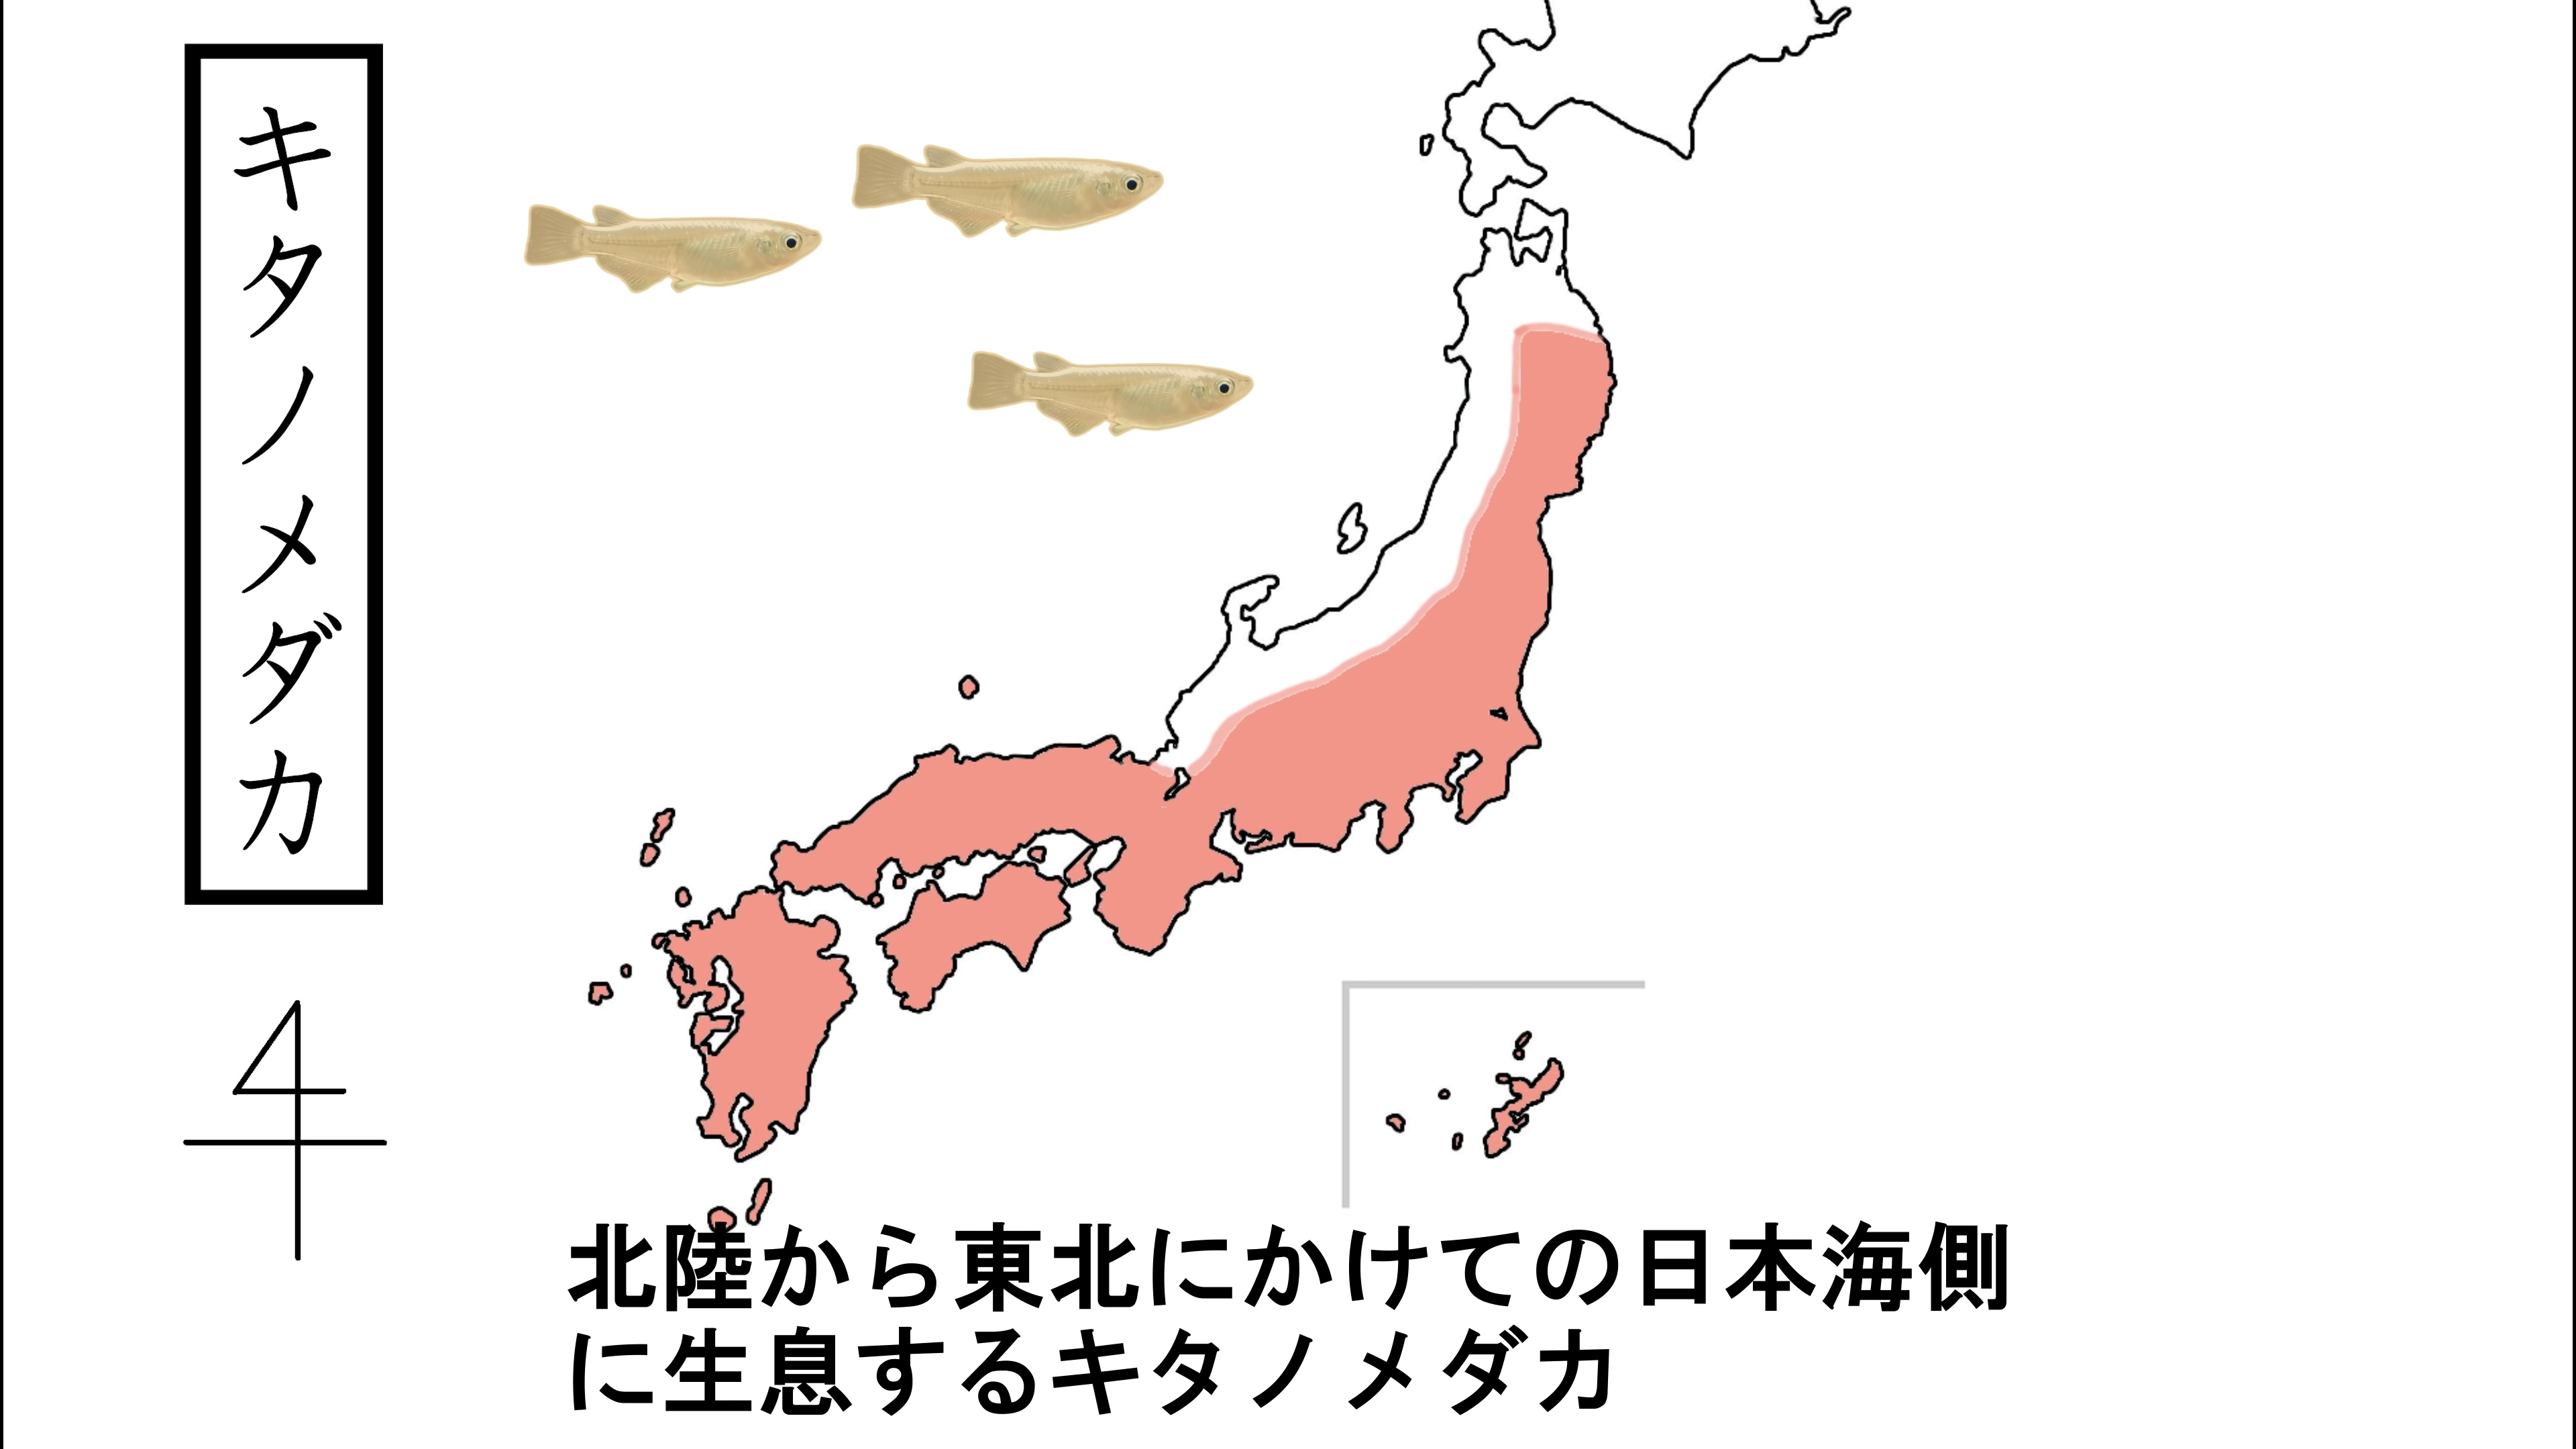 キタノメダカ
北陸から東北にかけての日本海側
に生息するキタノメダカ